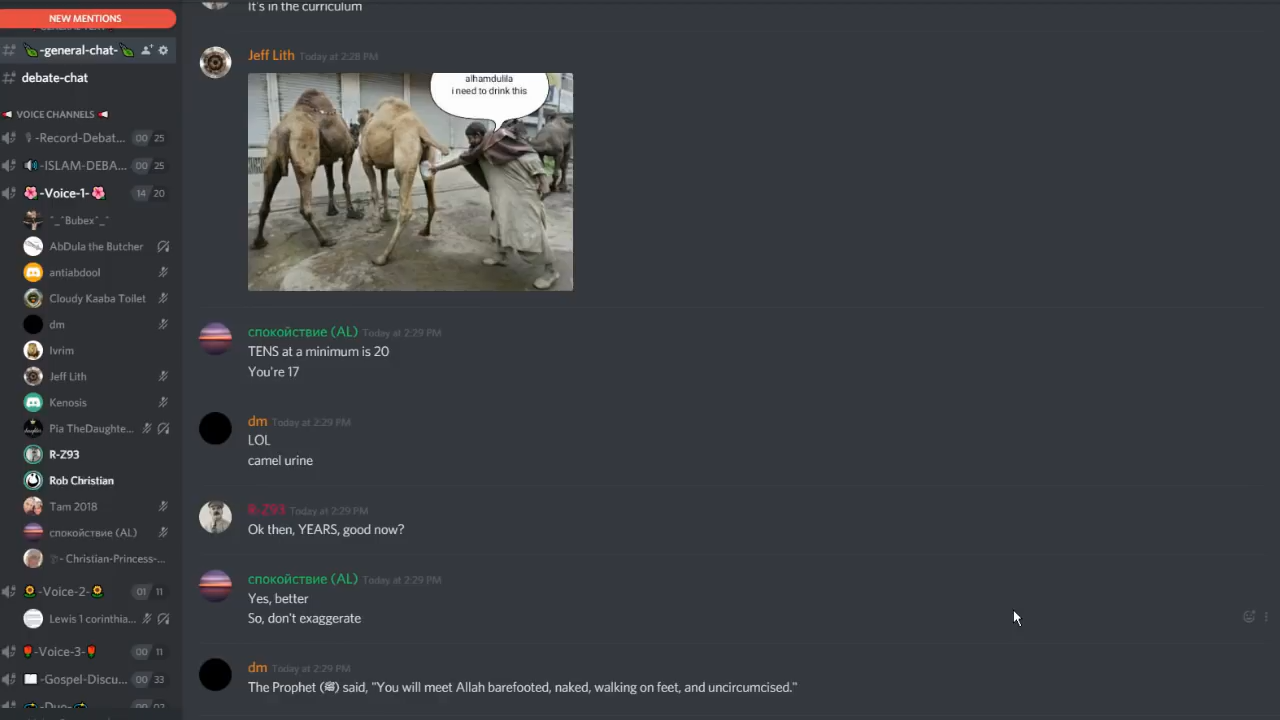 NEW MENTIONS
-general-chat-
debate-chat
VOICE CHANNELS
-Record-Debat... 00 25
-ISLAM-DEBA... 00 25
-Voice-1- 14 20
^_^Bubex^_^
AbDula the Butcher
antiabdool
Cloudy Kaaba Toilet
dm
Ivrim
Jeff Lith
Kenosis
Pia TheDaughte...
R-Z93
Rob Christian
Tam 2018
спокойствие (AL)
- Christian-Princess-...
-Voice-2- 01 11
Lewis 1 corinthia...
-Voice-3- 00 11
-Gospel-Discu... 00 33
It's in the curriculum
Jeff Lith Today at 2:28 PM
alhamdulila
i need to drink this
спокойствие (AL) Today at 2:29 PM
TENS at a minimum is 20
You're 17
dm Today at 2:29 PM
LOL
camel urine
R-Z93 Today at 2:29 PM
Ok then, YEARS, good now?
спокойствие (AL) Today at 2:29 PM
Yes, better
So, don't exaggerate
dm Today at 2:29 PM
The Prophet (ﷺ) said, "You will meet Allah barefooted, naked, walking on feet, and uncircumcised."